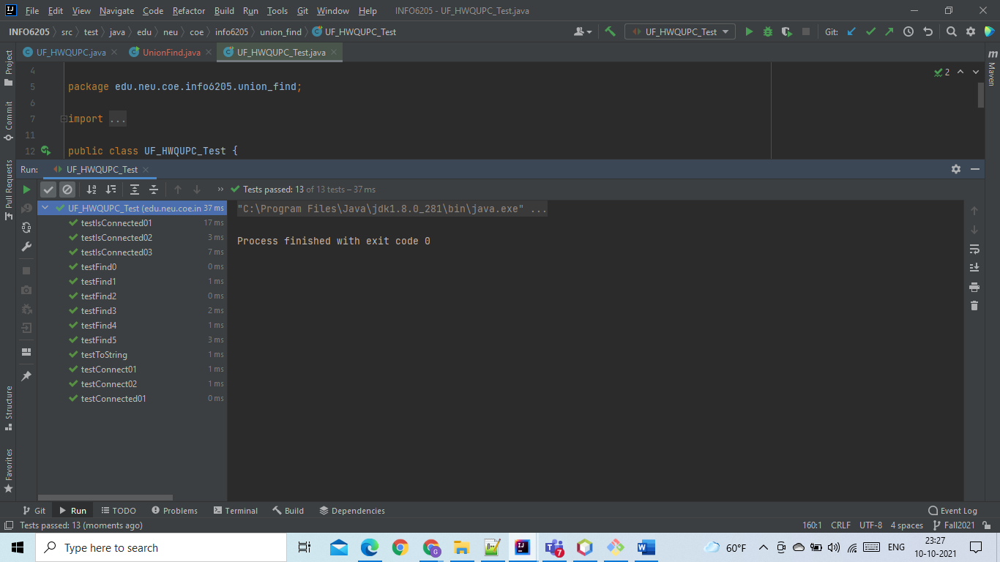 File Edit View Navigate Code Refactor Build Run Tools Git Window Help INFO6205 - UF_HWQUPC_Test.java
INFO6205 src test java edu neu coe info6205 union_find UF_HWQUPC_Test UF_HWQUPC_Test Git:
UF_HWQUPC.java UnionFind.java UF_HWQUPC_Test.java
Project
Commit
Pull Requests
Structure
Favorites
Maven
4
2
5 package edu.neu.coe.info6205.union_find;
6
7 import ...
11
12 public class UF_HWQUPC_Test {
Run: UF_HWQUPC_Test
Tests passed: 13 of 13 tests – 37 ms
UF_HWQUPC_Test (edu.neu.coe.in 37 ms
testIsConnected01 17 ms
testIsConnected02 3 ms
testIsConnected03 7 ms
testFind0 0 ms
testFind1 1 ms
testFind2 0 ms
testFind3 2 ms
testFind4 1 ms
testFind5 3 ms
testToString 1 ms
testConnect01 1 ms
testConnect02 1 ms
testConnected01 0 ms
"C:\Program Files\Java\jdk1.8.0_281\bin\java.exe" ...
Process finished with exit code 0
Git Run TODO Problems Terminal Build Dependencies Event Log
Tests passed: 13 (moments ago) 160:1 CRLF UTF-8 4 spaces Fall2021
Type here to search 7 60°F ENG 23:27
10-10-2021